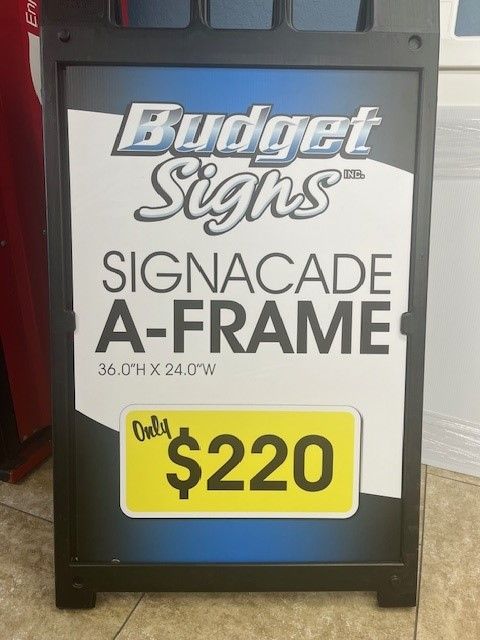 Budget
Signs INC.
SIGNACADE
A-FRAME
36.0"H X 24.0"W
Only
$220